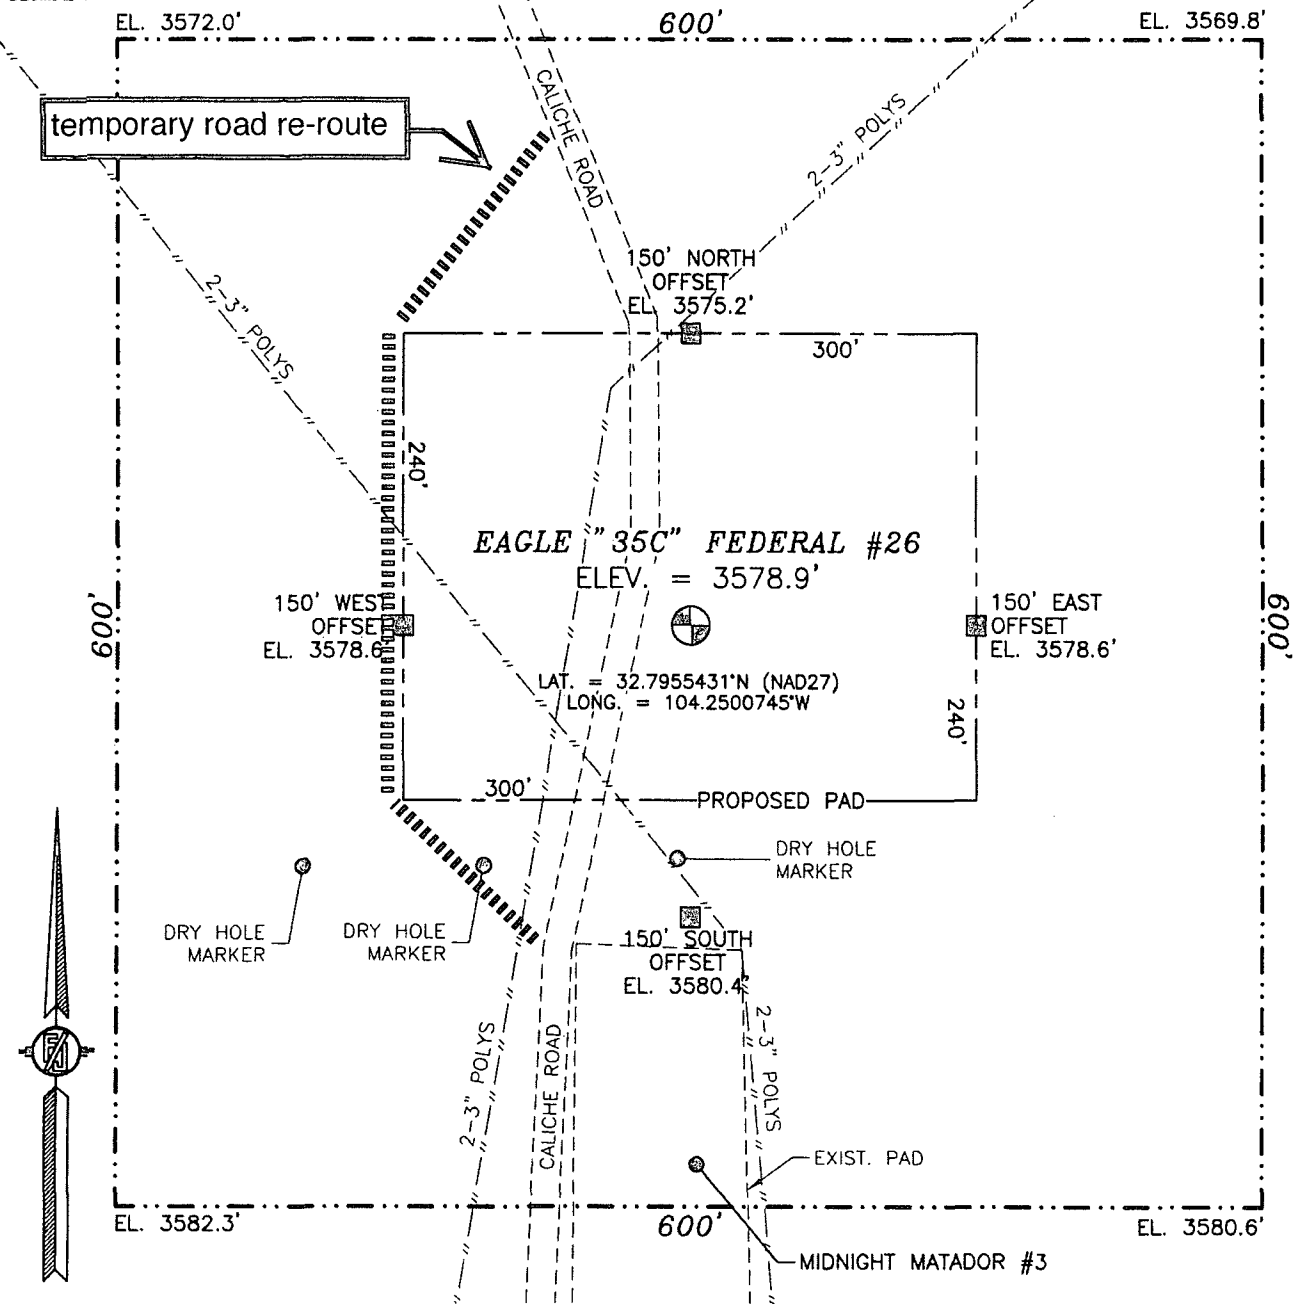 EL. 3572.0'
600'
EL. 3569.8'
temporary road re-route
CALICHE ROAD
2-3" POLYS
2-3" POLYS
150' NORTH
OFFSET
EL. 3575.2'
300'
240'
EAGLE "35C" FEDERAL #26
ELEV. = 3578.9'
600'
150' WEST
OFFSET
EL. 3578.6'
150' EAST
OFFSET
EL. 3578.6'
600'
LAT. = 32.7955431°N (NAD27)
LONG. = 104.2500745°W
240'
300'
PROPOSED PAD
DRY HOLE
MARKER
DRY HOLE
MARKER
DRY HOLE
MARKER
150' SOUTH
OFFSET
EL. 3580.4'
2-3" POLYS
CALICHE ROAD
2-3" POLYS
EXIST. PAD
EL. 3582.3'
600'
EL. 3580.6'
MIDNIGHT MATADOR #3